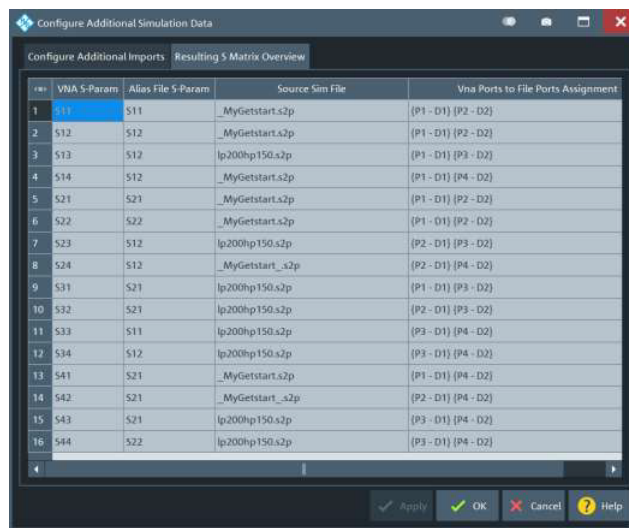 Configure Additional Simulation Data
Configure Additional Imports Resulting S Matrix Overview
VNA S-Param Alias File S-Param Source Sim File Vna Ports to File Ports Assignment
1 S11 S11 _MyGetstart.s2p {P1 - D1} {P2 - D2}
2 S12 S12 _MyGetstart.s2p {P1 - D1} {P2 - D2}
3 S13 S12 lp200hp150.s2p {P1 - D1} {P3 - D2}
4 S14 S12 _MyGetstart.s2p {P1 - D1} {P4 - D2}
5 S21 S21 _MyGetstart.s2p {P1 - D1} {P2 - D2}
6 S22 S22 _MyGetstart.s2p {P1 - D1} {P2 - D2}
7 S23 S12 lp200hp150.s2p {P2 - D1} {P3 - D2}
8 S24 S12 _MyGetstart_.s2p {P2 - D1} {P4 - D2}
9 S31 S21 lp200hp150.s2p {P1 - D1} {P3 - D2}
10 S32 S21 lp200hp150.s2p {P2 - D1} {P3 - D2}
11 S33 S11 lp200hp150.s2p {P3 - D1} {P4 - D2}
12 S34 S12 lp200hp150.s2p {P3 - D1} {P4 - D2}
13 S41 S21 _MyGetstart.s2p {P1 - D1} {P4 - D2}
14 S42 S21 _MyGetstart_.s2p {P2 - D1} {P4 - D2}
15 S43 S21 lp200hp150.s2p {P3 - D1} {P4 - D2}
16 S44 S22 lp200hp150.s2p {P3 - D1} {P4 - D2}
Apply OK Cancel ? Help